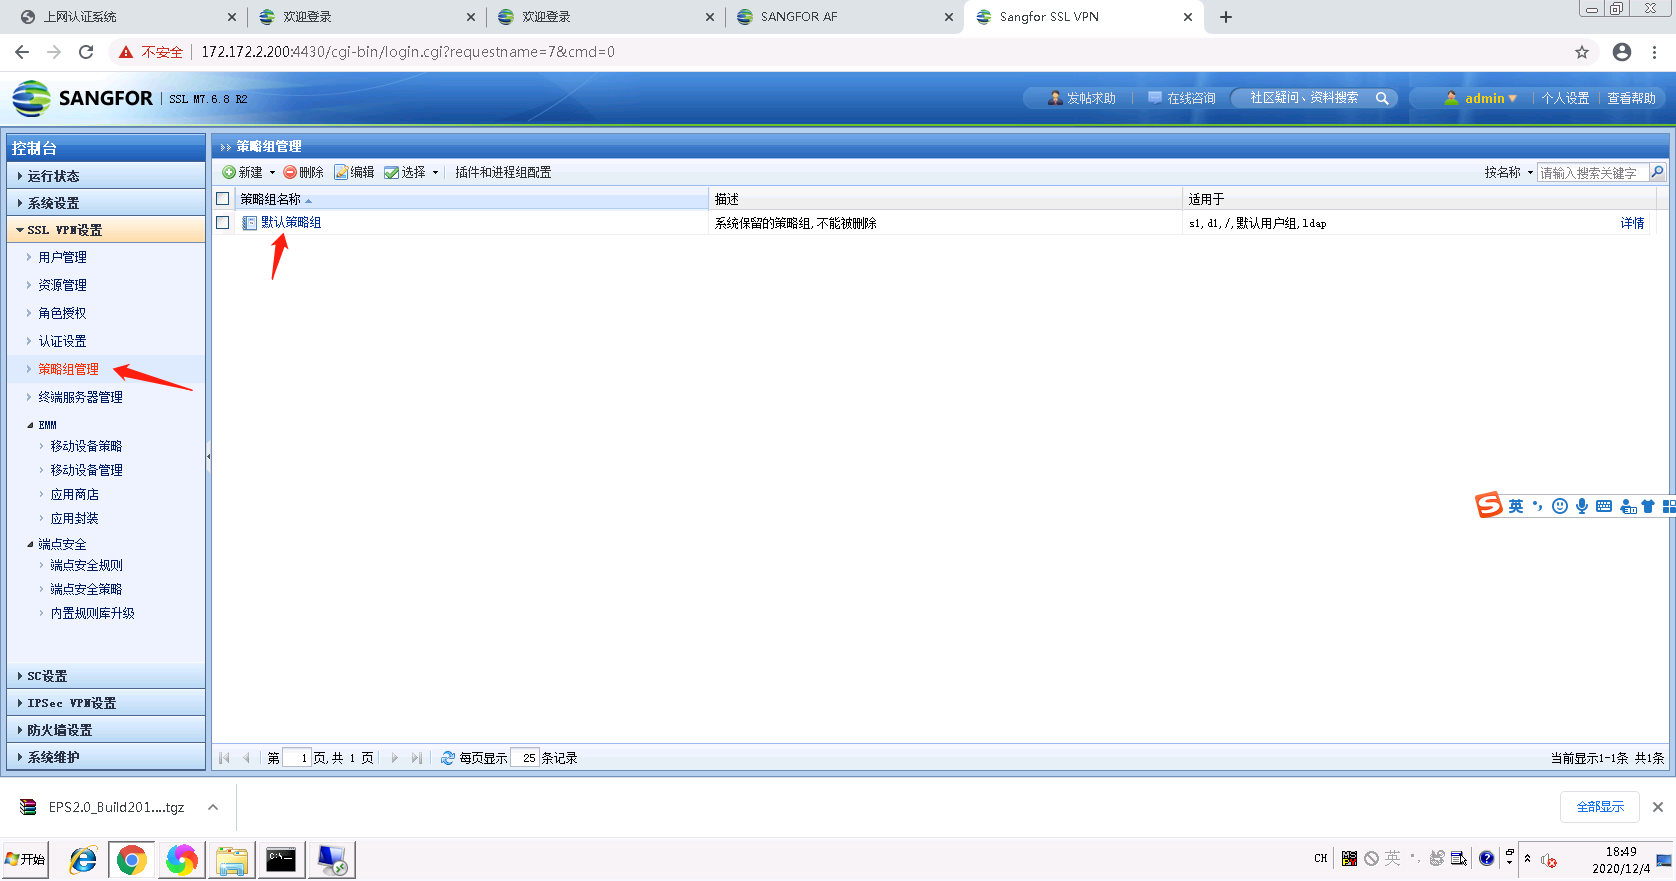 上网认证系统
欢迎登录
欢迎登录
SANGFOR AF
Sangfor SSL VPN
不安全 172.172.2.200:4430/cgi-bin/login.cgi?requestname=7&cmd=0
SANGFOR SSL M7.6.8 R2
发帖求助 在线咨询 社区疑问、资料搜索 admin 个人设置 查看帮助
控制台
运行状态
系统设置
SSL VPN设置
用户管理
资源管理
角色授权
认证设置
策略组管理
终端服务器管理
EMM
移动设备策略
移动设备管理
应用商店
应用封装
端点安全
端点安全规则
端点安全策略
内置规则库升级
SC设置
IPSec VPN设置
防火墙设置
系统维护
策略组管理
新建 删除 编辑 选择 插件和进程组配置 按名称 请输入搜索关键字
策略组名称 描述 适用于
默认策略组 系统保留的策略组,不能被删除 s1,d1,/,默认用户组,ldap 详情
英
第 1 页,共 1 页 每页显示 25 条记录 当前显示1-1条 共1条
EPS2.0_Build201....tgz 全部显示
开始 C:\. CH 英 18:49
2020/12/4